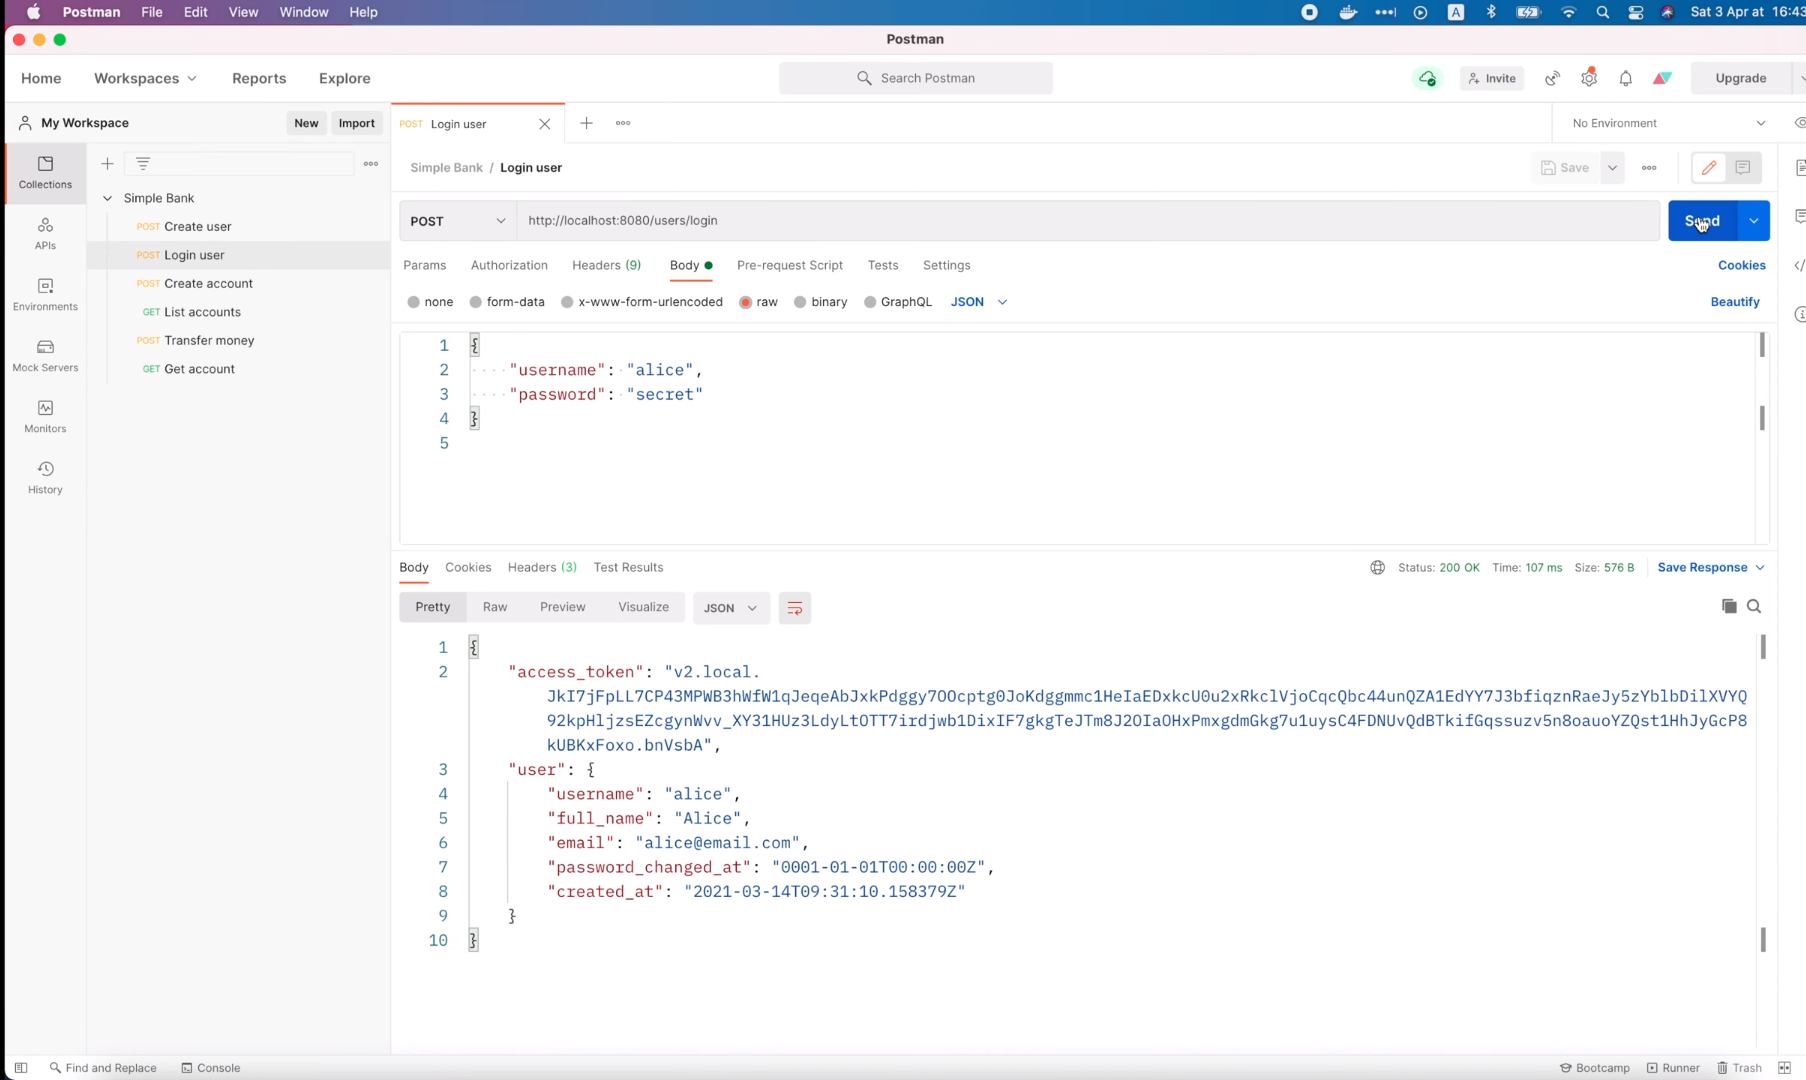 Postman File Edit View Window Help A Sat 3 Apr at 16:43
Postman
Home Workspaces Reports Explore Search Postman Invite Upgrade
My Workspace New Import POST Login user No Environment
Collections
APIs
Environments
Mock Servers
Monitors
History
Simple Bank
POST Create user
POST Login user
POST Create account
GET List accounts
POST Transfer money
GET Get account
Simple Bank / Login user Save
POST http://localhost:8080/users/login Send
Params Authorization Headers (9) Body Pre-request Script Tests Settings Cookies
none form-data x-www-form-urlencoded raw binary GraphQL JSON Beautify
1 {
2 "username": "alice",
3 "password": "secret"
4 }
5
Body Cookies Headers (3) Test Results Status: 200 OK Time: 107 ms Size: 576 B Save Response
Pretty Raw Preview Visualize JSON
1 {
2 "access_token": "v2.local.
JkI7jFpLL7CP43MPWB3hWfW1qJeqeAbJxkPdggy7OOcptg0JoKdggmmc1HeIaEDxkcU0u2xRkclVjoCqcQbc44unQZA1EdYY7J3bfiqznRaeJy5zYblbDilXVYQ
92kpHljzsEZcgynWvv_XY31HUz3LdyLtOTT7irdjwb1DixIF7gkgTeJTm8J2OIaOHxPmxgdmGkg7u1uysC4FDNUvQdBTkifGqssuzv5n8oauoYZQst1HhJyGcP8
kUBKxFoxo.bnVsbA",
3 "user": {
4 "username": "alice",
5 "full_name": "Alice",
6 "email": "alice@email.com",
7 "password_changed_at": "0001-01-01T00:00:00Z",
8 "created_at": "2021-03-14T09:31:10.158379Z"
9 }
10 }
Find and Replace Console Bootcamp Runner Trash